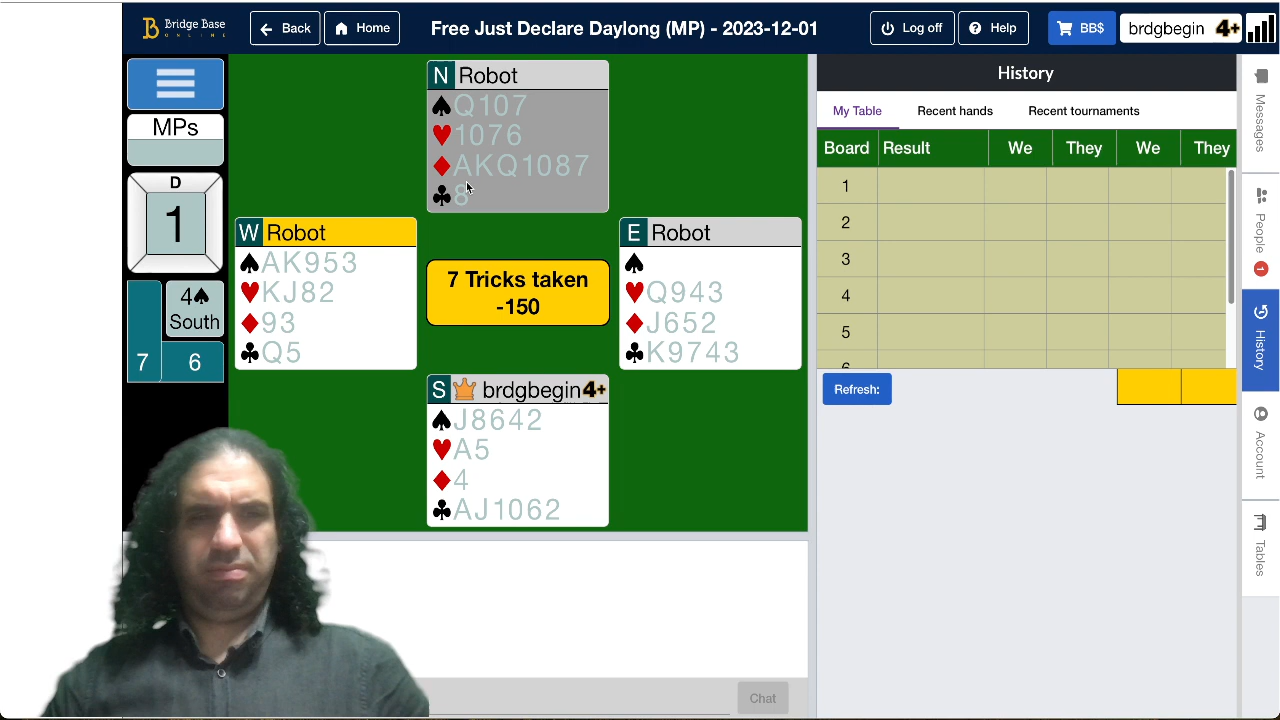 Bridge Base
ONLINE
Back
Home
Free Just Declare Daylong (MP) - 2023-12-01
Log off
Help
BB$
brdgbegin 4+
MPs
D
1
4♠
South
7
6
N Robot
♠Q107
♥1076
♦AKQ1087
♣8
W Robot
♠AK953
♥KJ82
♦93
♣Q5
7 Tricks taken
-150
E Robot
♠
♥Q943
♦J652
♣K9743
S brdgbegin 4+
♠J8642
♥A5
♦4
♣AJ1062
Chat
History
My Table
Recent hands
Recent tournaments
Board Result We They We They
1
2
3
4
5
Refresh:
Messages
People 1
History
Account
Tables